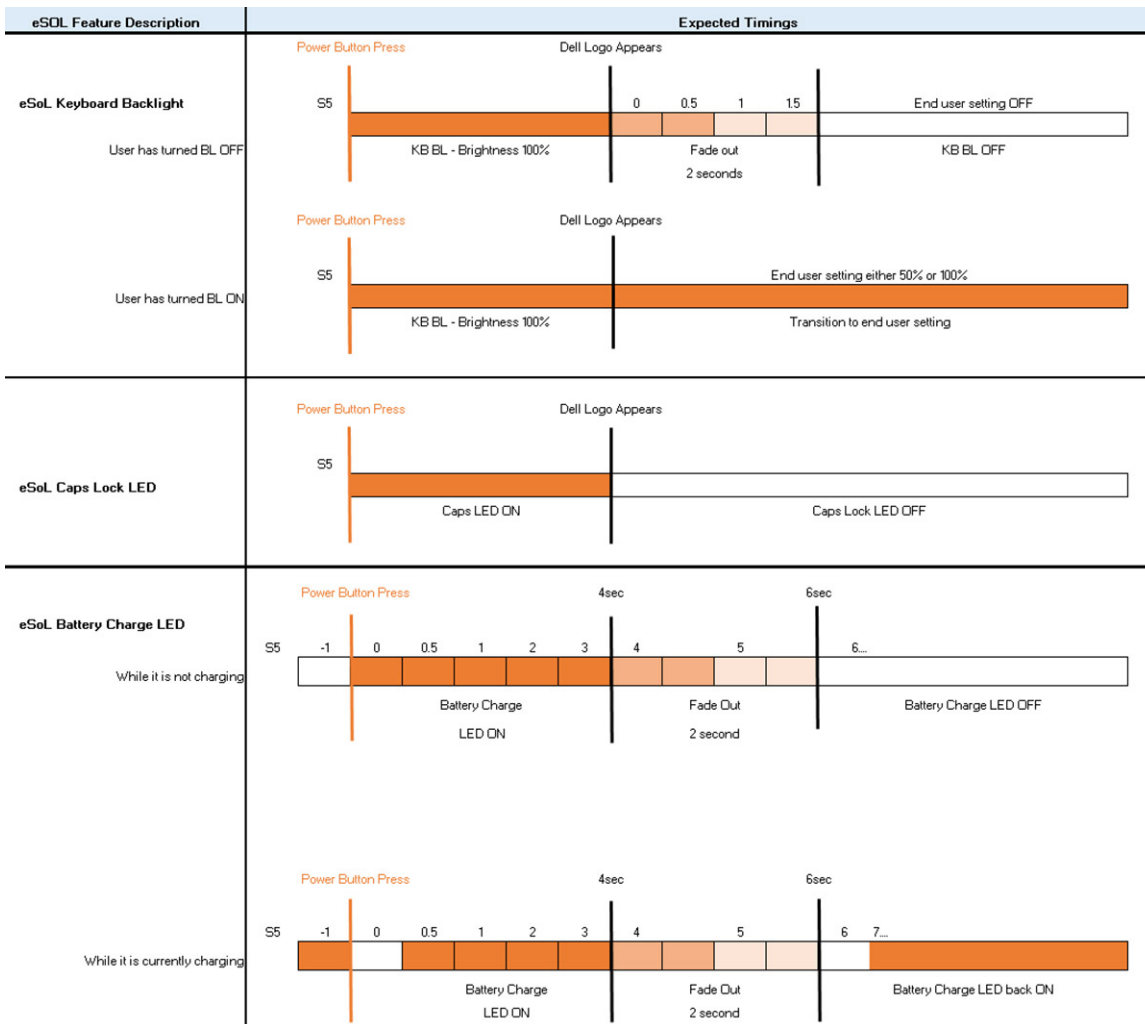 eSOL Feature Description
Expected Timings
Power Button Press
Dell Logo Appears
eSoL Keyboard Backlight
S5
0 0.5 1 1.5
End user setting OFF
User has turned BL OFF
KB BL - Brightness 100%
Fade out
KB BL OFF
2 seconds
Power Button Press
Dell Logo Appears
S5
End user setting either 50% or 100%
User has turned BL ON
KB BL - Brightness 100%
Transition to end user setting
Power Button Press
Dell Logo Appears
S5
eSoL Caps Lock LED
Caps LED ON
Caps Lock LED OFF
Power Button Press
4sec
6sec
eSoL Battery Charge LED
S5
-1 0 0.5 1 2 3 4 5 6....
While it is not charging
Battery Charge
Fade Out
Battery Charge LED OFF
LED ON
2 second
Power Button Press
4sec
6sec
S5
-1 0 0.5 1 2 3 4 5 6 7....
While it is currently charging
Battery Charge
Fade Out
Battery Charge LED back ON
LED ON
2 second